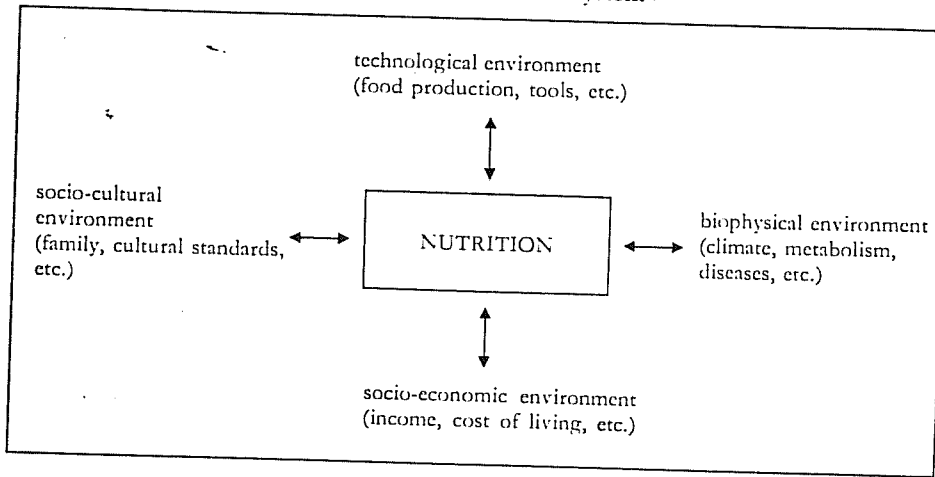 technological environment
(food production, tools, etc.)
socio-cultural
environment
(family, cultural standards,
etc.)
NUTRITION
biophysical environment
(climate, metabolism,
diseases, etc.)
socio-economic environment
(income, cost of living, etc.)